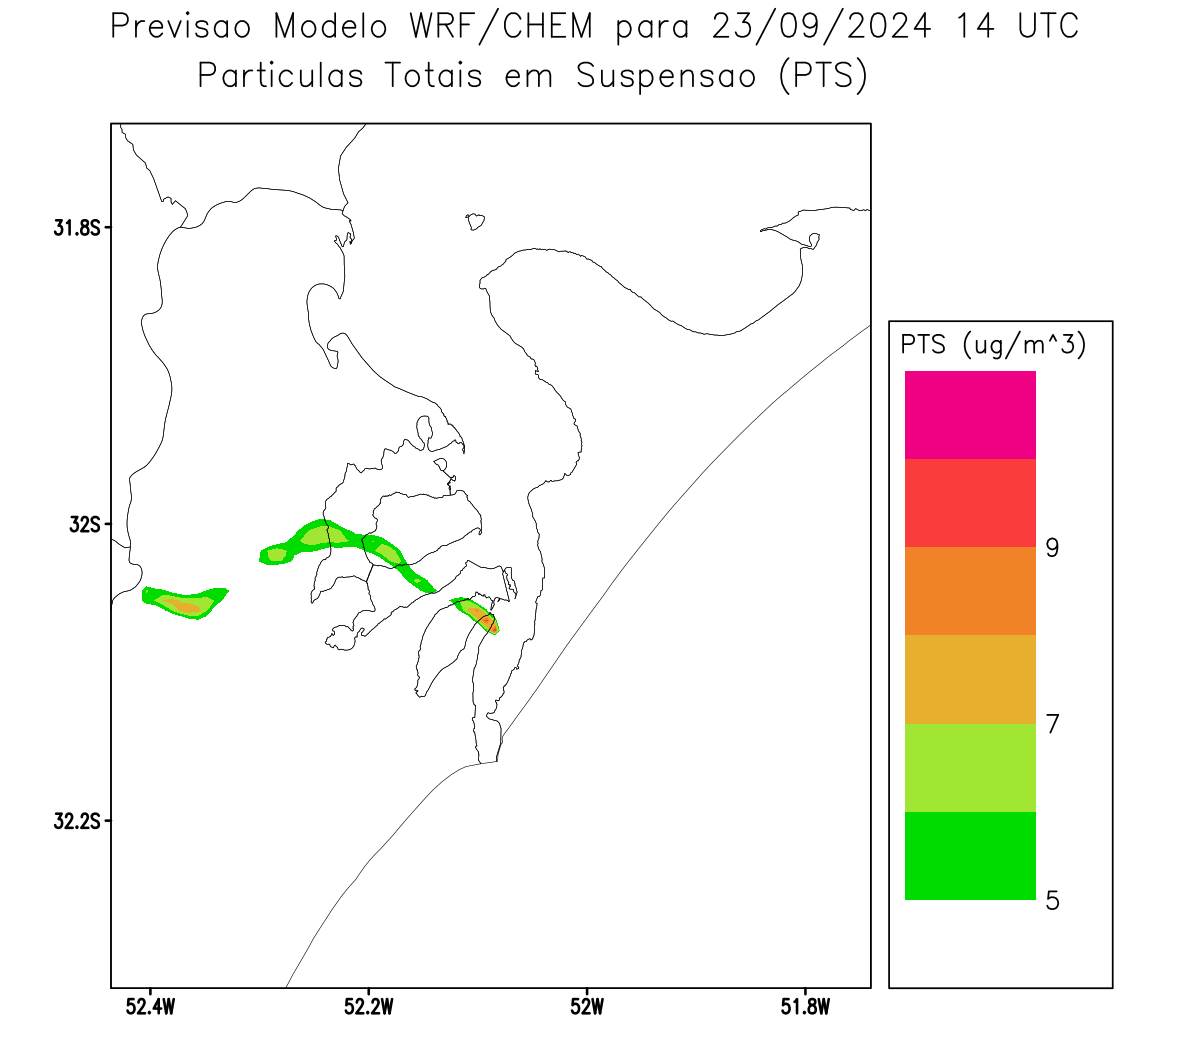 Previsao Modelo WRF/CHEM para 23/09/2024 14 UTC
Particulas Totais em Suspensao (PTS)
31.8S
32S
32.2S
52.4W
52.2W
52W
51.8W
PTS (ug/m^3)
9
7
5